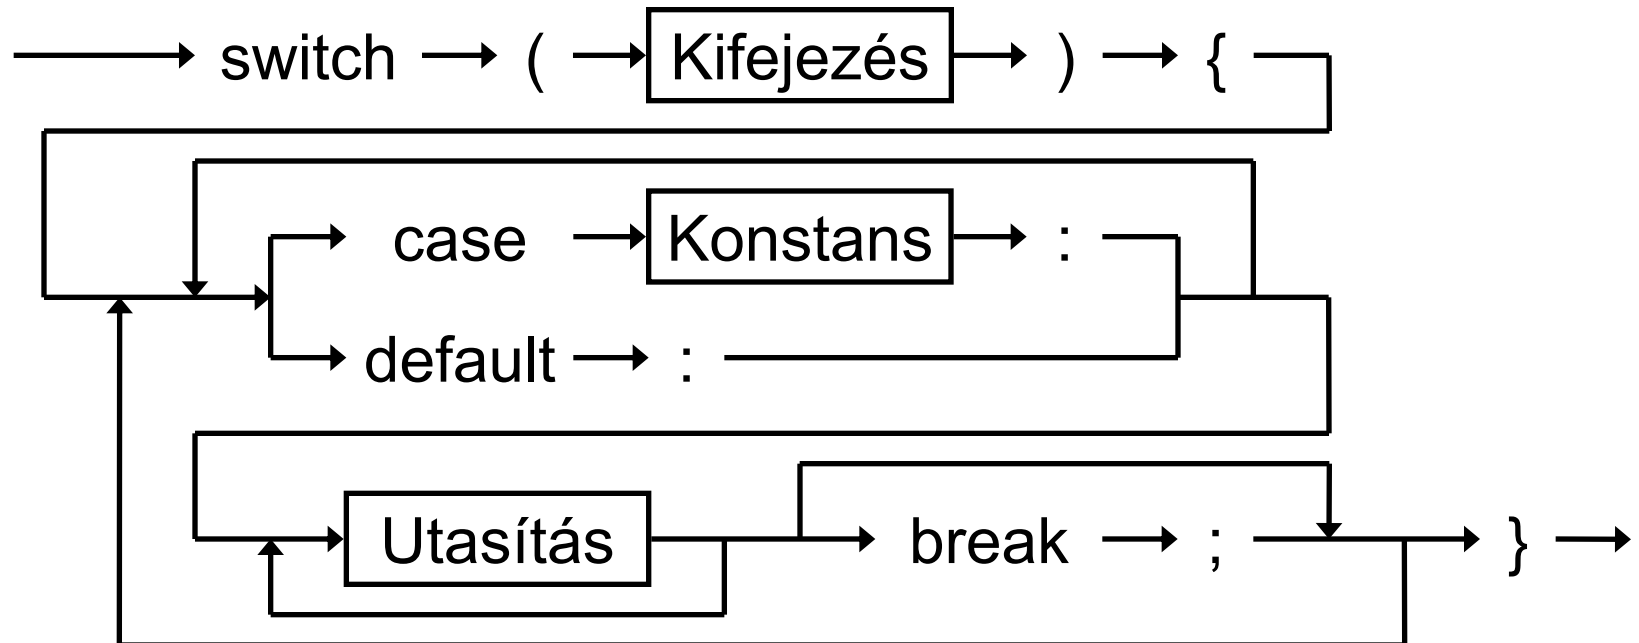 switch ( Kifejezés ) {
case Konstans :
default :
Utasítás break ; }